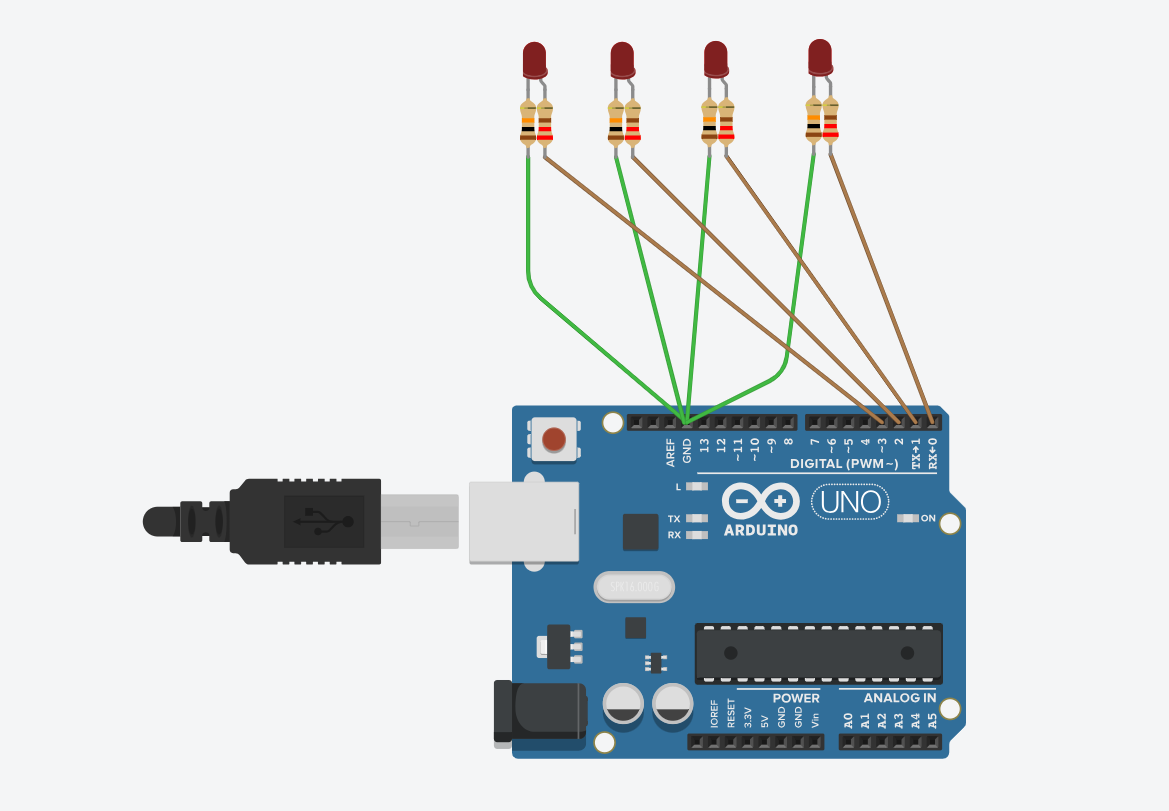 AREF
GND
13
12
~11
~10
~9
8
7
~6
~5
4
~3
2
TX→1
RX←0
DIGITAL (PWM~)
L
TX
RX
UNO
ARDUINO
ON
POWER
ANALOG IN
IOREF
RESET
3.3V
5V
GND
GND
Vin
A0
A1
A2
A3
A4
A5